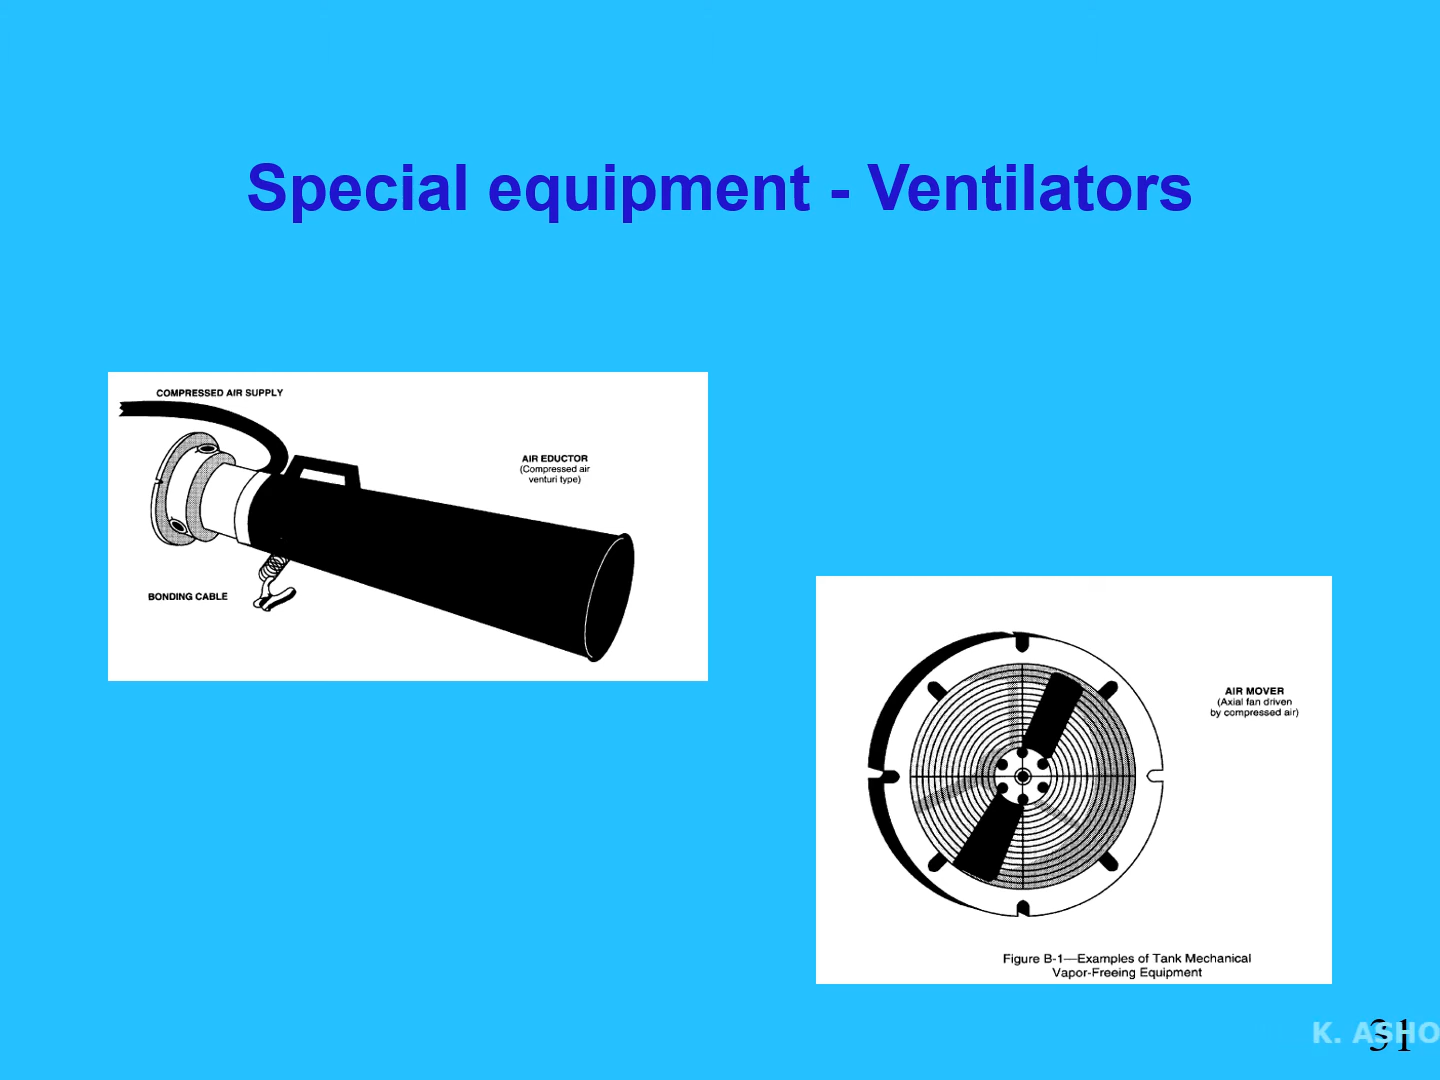 Special equipment - Ventilators
COMPRESSED AIR SUPPLY
AIR EDUCTOR
(Compressed air
venturi type)
BONDING CABLE
AIR MOVER
(Axial fan driven
by compressed air)
Figure B-1—Examples of Tank Mechanical
Vapor-Freeing Equipment
K. ASHO
31